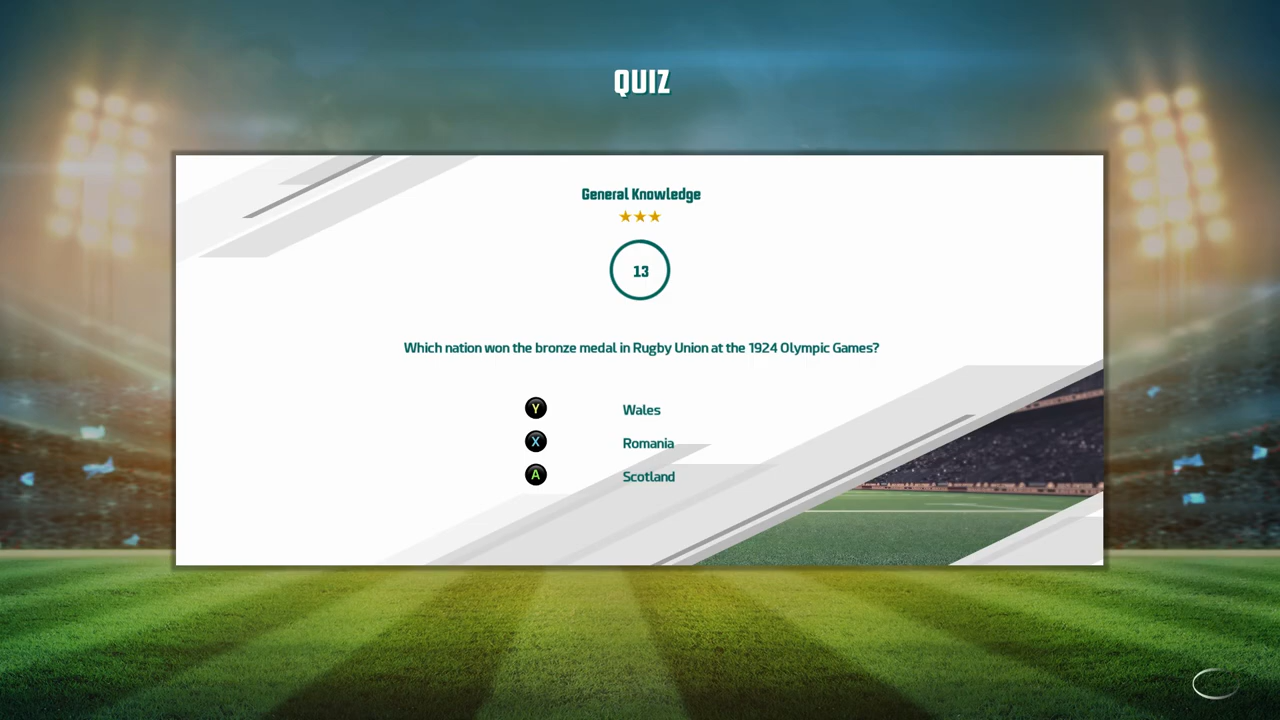 QUIZ
General Knowledge
13
Which nation won the bronze medal in Rugby Union at the 1924 Olympic Games?
Y Wales
X Romania
A Scotland